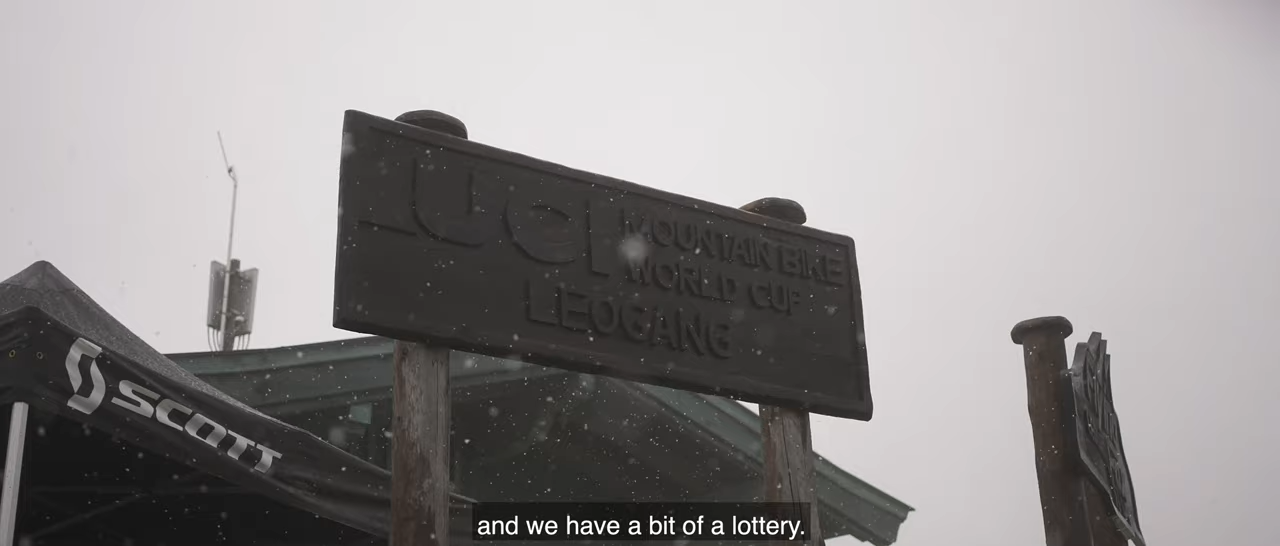 UCI MOUNTAIN BIKE
WORLD CUP
LEOGANG
SCOTT
and we have a bit of a lottery.